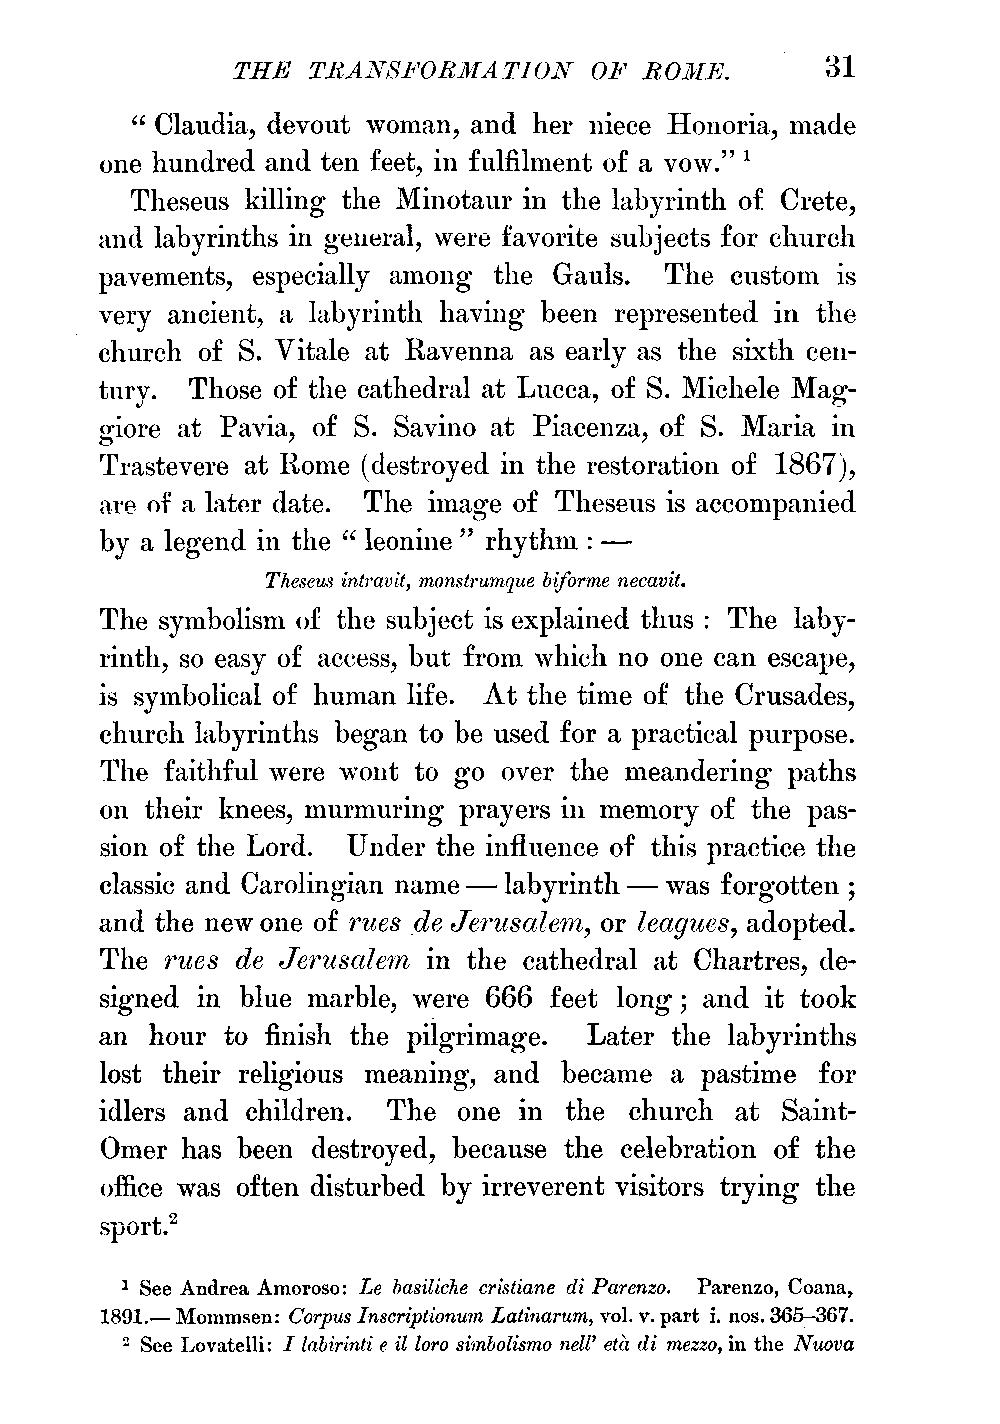 THE TRANSFORMATION OF ROME. 31
“ Claudia, devout woman, and her niece Honoria, made
one hundred and ten feet, in fulfilment of a vow.” ¹
Theseus killing the Minotaur in the labyrinth of Crete,
and labyrinths in general, were favorite subjects for church
pavements, especially among the Gauls. The custom is
very ancient, a labyrinth having been represented in the
church of S. Vitale at Ravenna as early as the sixth cen-
tury. Those of the cathedral at Lucca, of S. Michele Mag-
giore at Pavia, of S. Savino at Piacenza, of S. Maria in
Trastevere at Rome (destroyed in the restoration of 1867),
are of a later date. The image of Theseus is accompanied
by a legend in the “ leonine ” rhythm : —
Theseus intravit, monstrumque biforme necavit.
The symbolism of the subject is explained thus : The laby-
rinth, so easy of access, but from which no one can escape,
is symbolical of human life. At the time of the Crusades,
church labyrinths began to be used for a practical purpose.
The faithful were wont to go over the meandering paths
on their knees, murmuring prayers in memory of the pas-
sion of the Lord. Under the influence of this practice the
classic and Carolingian name — labyrinth — was forgotten ;
and the new one of rues de Jerusalem, or leagues, adopted.
The rues de Jerusalem in the cathedral at Chartres, de-
signed in blue marble, were 666 feet long ; and it took
an hour to finish the pilgrimage. Later the labyrinths
lost their religious meaning, and became a pastime for
idlers and children. The one in the church at Saint-
Omer has been destroyed, because the celebration of the
office was often disturbed by irreverent visitors trying the
sport.²
¹ See Andrea Amoroso: Le basiliche cristiane di Parenzo. Parenzo, Coana,
1891.— Mommsen: Corpus Inscriptionum Latinarum, vol. v. part i. nos. 365–367.
² See Lovatelli: I labirinti e il loro simbolismo nell’ età di mezzo, in the Nuova